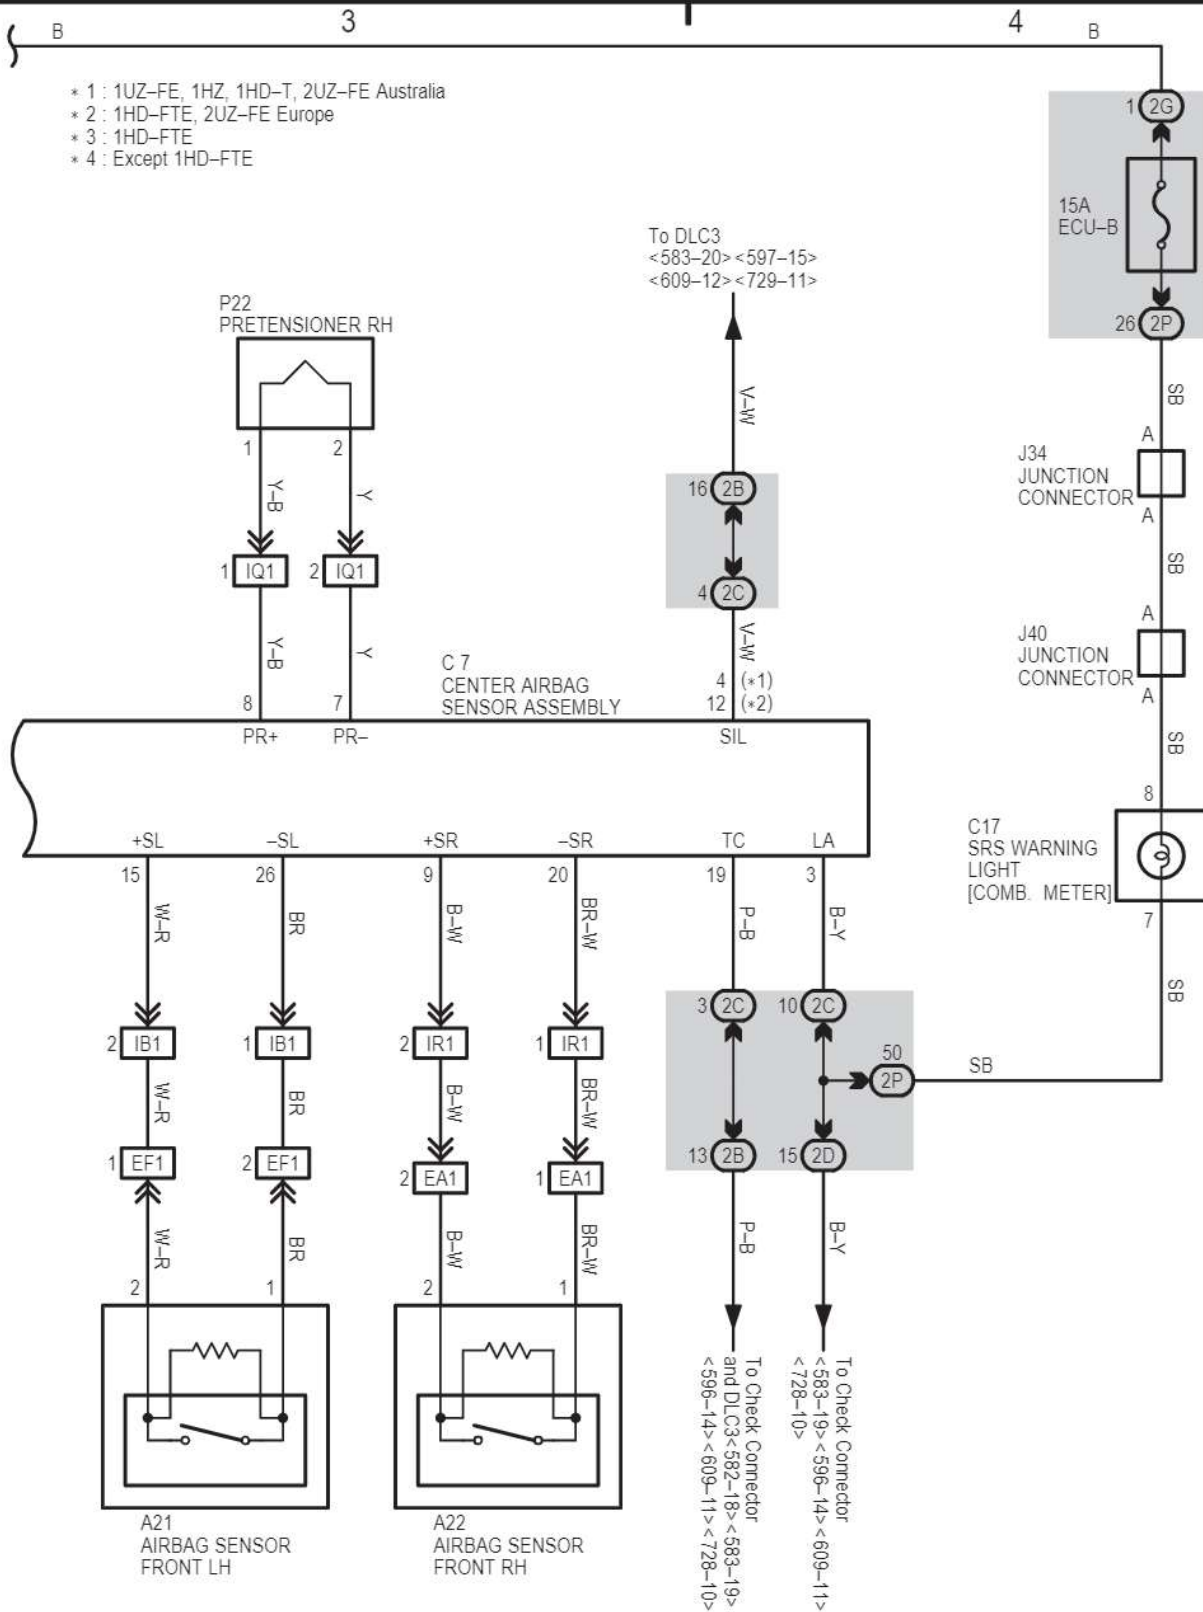 3
4
B
B
* 1 : 1UZ–FE, 1HZ, 1HD–T, 2UZ–FE Australia
* 2 : 1HD–FTE, 2UZ–FE Europe
* 3 : 1HD–FTE
* 4 : Except 1HD–FTE
1 2G
15A
ECU–B
26 2P
SB
A
J34
JUNCTION
CONNECTOR
A
SB
A
J40
JUNCTION
CONNECTOR
A
SB
8
C17
SRS WARNING
LIGHT
[COMB. METER]
7
SB
To DLC3
<583–20><597–15>
<609–12><729–11>
V–W
16 2B
4 2C
V–W
4 (*1)
12 (*2)
SIL
P22
PRETENSIONER RH
1 2
Y–B Y
1 IQ1 2 IQ1
Y–B Y
8 7
PR+ PR–
C 7
CENTER AIRBAG
SENSOR ASSEMBLY
+SL –SL +SR –SR TC LA
15 26 9 20 19 3
W–R BR B–W BR–W P–B B–Y
2 IB1 1 IB1 2 IR1 1 IR1
3 2C 10 2C
50
2P
SB
W–R BR B–W BR–W
1 EF1 2 EF1 2 EA1 1 EA1
13 2B 15 2D
W–R BR B–W BR–W P–B B–Y
2 1 2 1
A21
AIRBAG SENSOR
FRONT LH
A22
AIRBAG SENSOR
FRONT RH
To Check Connector
and DLC3<582–18><583–19>
<596–14><609–11><728–10>
To Check Connector
<583–19><596–14><609–11>
<728–10>